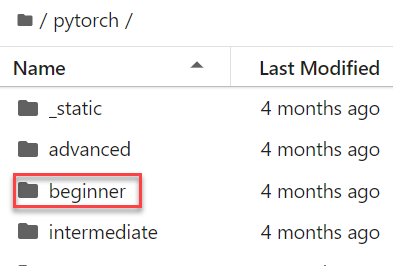 / pytorch /
Name Last Modified
_static 4 months ago
advanced 4 months ago
beginner 4 months ago
intermediate 4 months ago